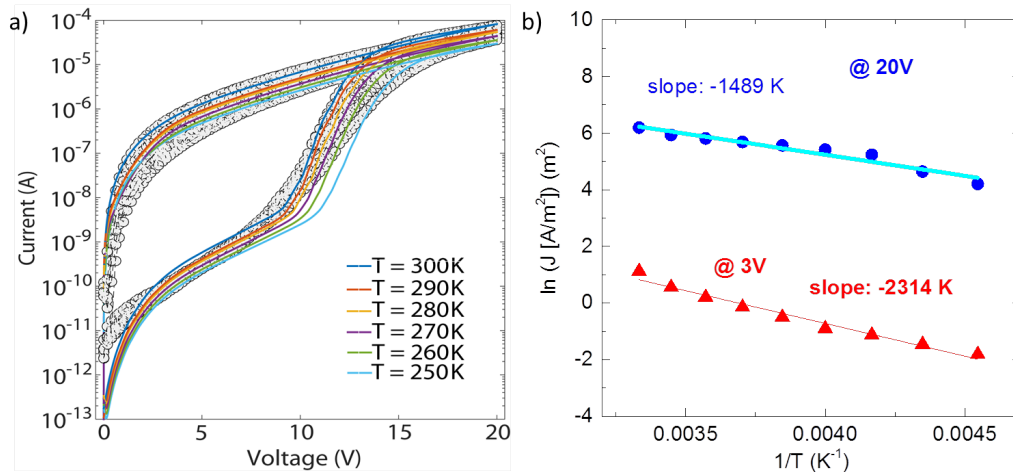 a)
Current (A)
10⁻⁴
10⁻⁵
10⁻⁶
10⁻⁷
10⁻⁸
10⁻⁹
10⁻¹⁰
10⁻¹¹
10⁻¹²
10⁻¹³
T = 300K
T = 290K
T = 280K
T = 270K
T = 260K
T = 250K
0 5 10 15 20
Voltage (V)
b)
ln (J [A/m²]) (m²)
10
8
6
4
2
0
-2
-4
@ 20V
slope: -1489 K
@ 3V
slope: -2314 K
0.0035 0.0040 0.0045
1/T (K⁻¹)